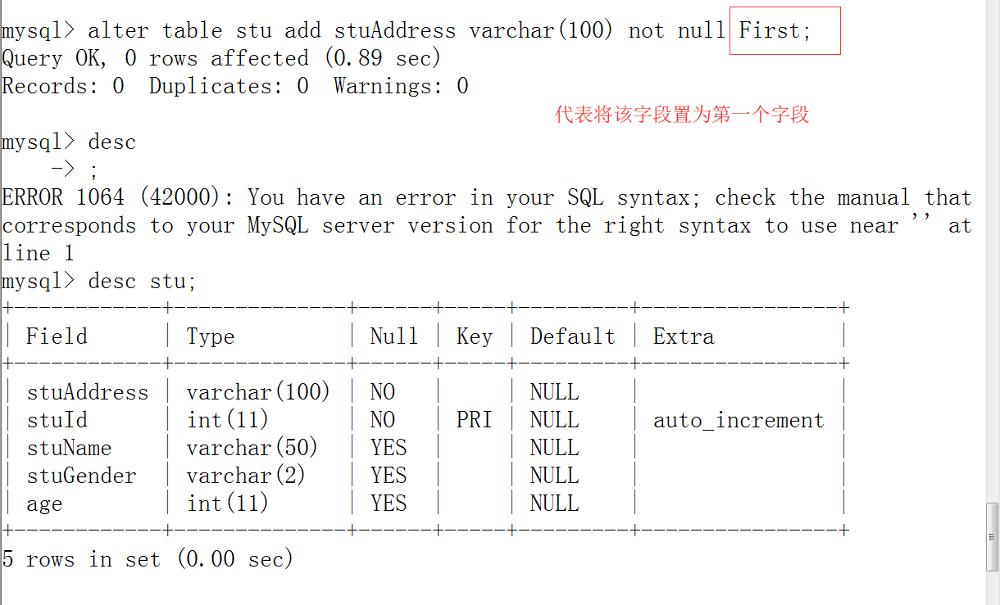 mysql> alter table stu add stuAddress varchar(100) not null First;
Query OK, 0 rows affected (0.89 sec)
Records: 0  Duplicates: 0  Warnings: 0
代表将该字段置为第一个字段
mysql> desc
    -> ;
ERROR 1064 (42000): You have an error in your SQL syntax; check the manual that
corresponds to your MySQL server version for the right syntax to use near '' at
line 1
mysql> desc stu;
+------------+--------------+------+-----+---------+----------------+
| Field      | Type         | Null | Key | Default | Extra          |
+------------+--------------+------+-----+---------+----------------+
| stuAddress | varchar(100) | NO   |     | NULL    |                |
| stuId      | int(11)      | NO   | PRI | NULL    | auto_increment |
| stuName    | varchar(50)  | YES  |     | NULL    |                |
| stuGender  | varchar(2)   | YES  |     | NULL    |                |
| age        | int(11)      | YES  |     | NULL    |                |
+------------+--------------+------+-----+---------+----------------+
5 rows in set (0.00 sec)